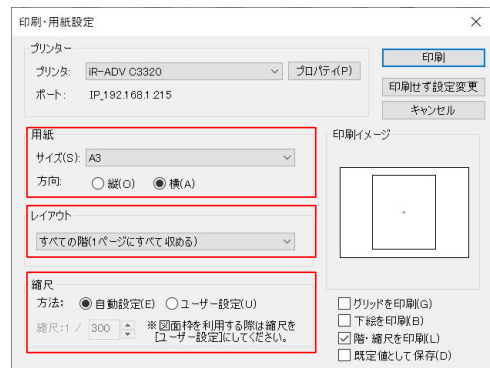 印刷・用紙設定
プリンター
プリンタ: iR-ADV C3320 プロパティ(P)
ポート: IP_192.168.1.215
印刷
印刷せず設定変更
キャンセル
用紙
サイズ(S): A3
方向: 縦(O) 横(A)
レイアウト
すべての階(1ページにすべて収める)
縮尺
方法: 自動設定(E) ユーザー設定(U)
縮尺:1 / 300 ※図面枠を利用する際は縮尺を
[ユーザー設定]にしてください。
印刷イメージ
グリッドを印刷(G)
下絵を印刷(B)
階・縮尺を印刷(L)
既定値として保存(D)